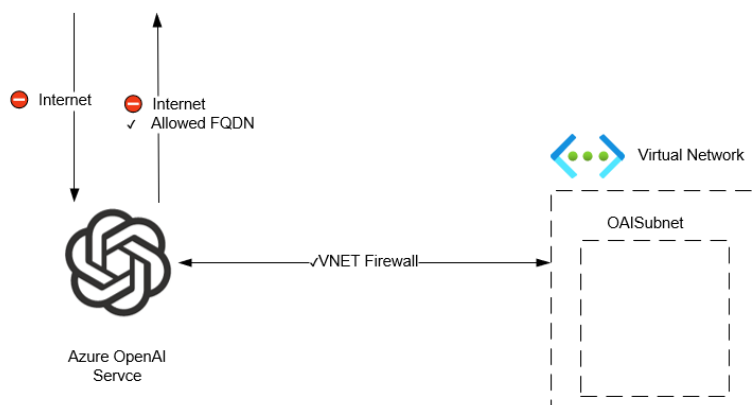 Internet
Internet
✓ Allowed FQDN
Virtual Network
OAISubnet
✓VNET Firewall
Azure OpenAI
Servce